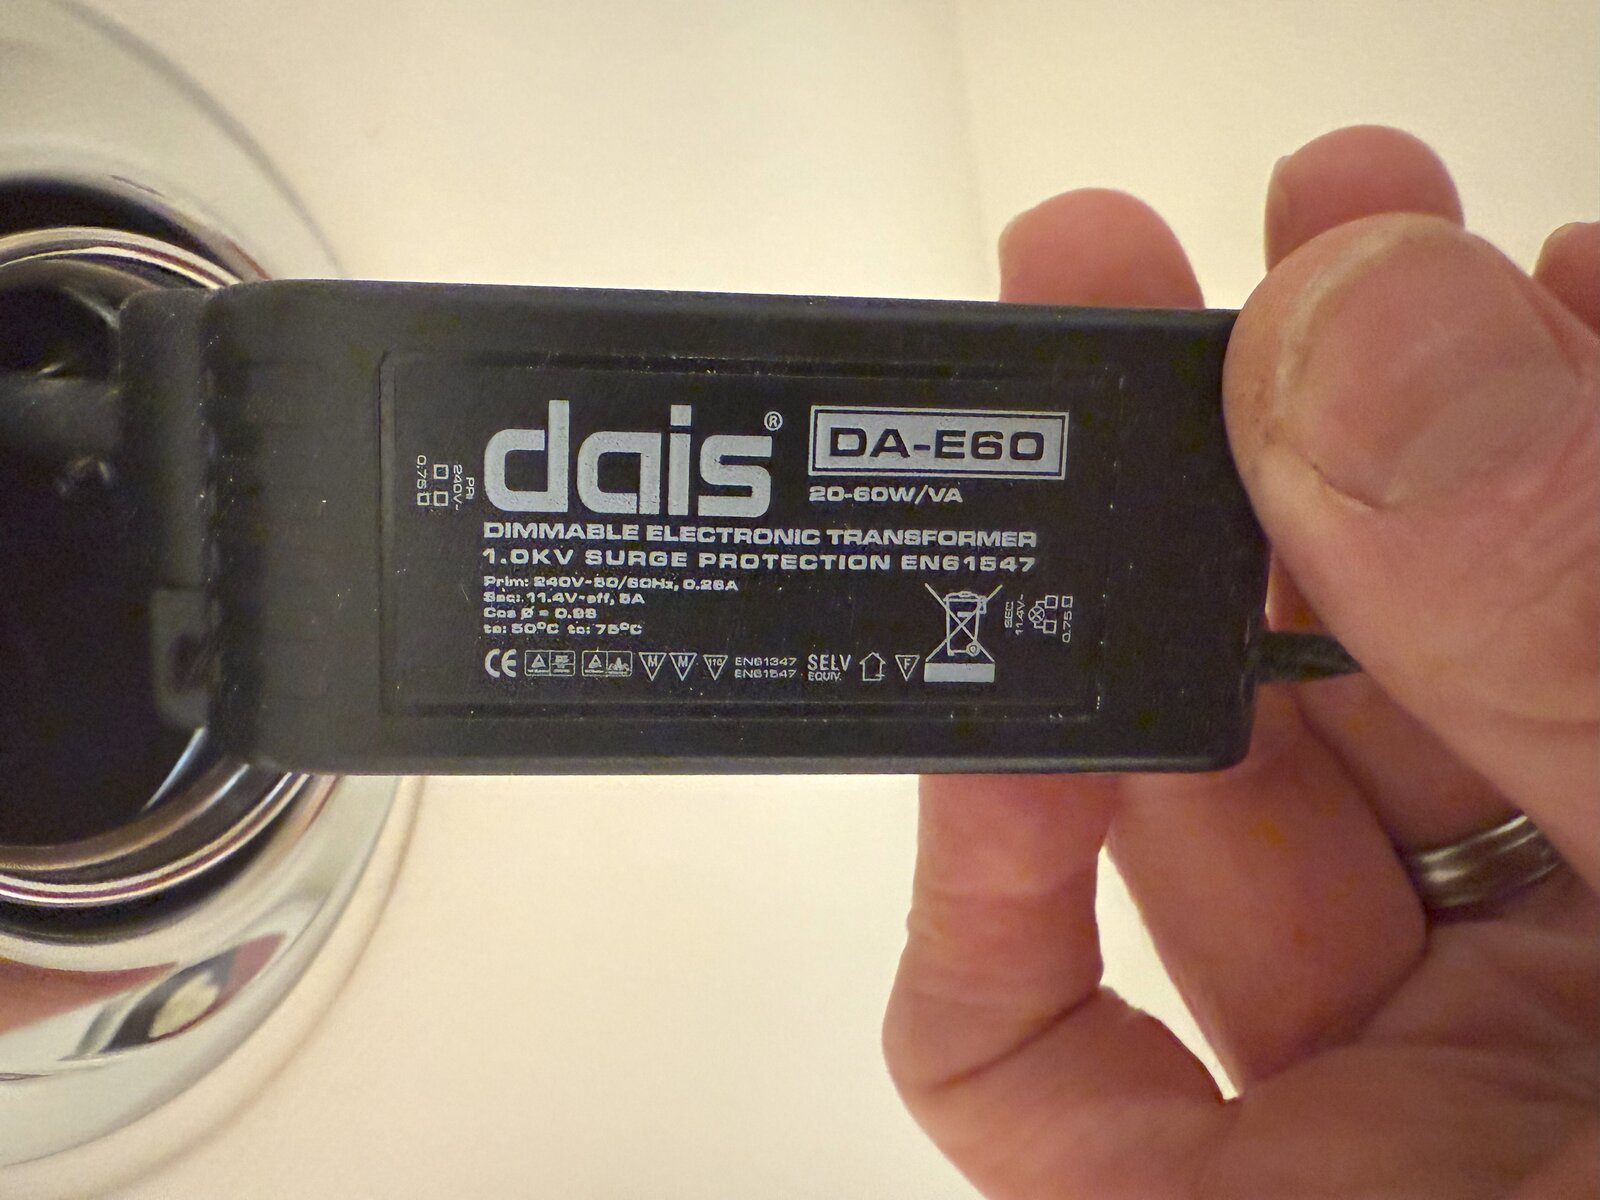 dais®
DA-E60
20-60W/VA
DIMMABLE ELECTRONIC TRANSFORMER
1.0KV SURGE PROTECTION EN61547
Prim: 240V~50/60Hz, 0.26A
Sec: 11.4V~eff, 5A
Cos Ø = 0.98
ta: 50°C tc: 75°C
PRI
240V~
0.75
SEC
11.4V~
0.75
CE
M M 110
EN61347
EN61547
SELV
EQUIV.
F